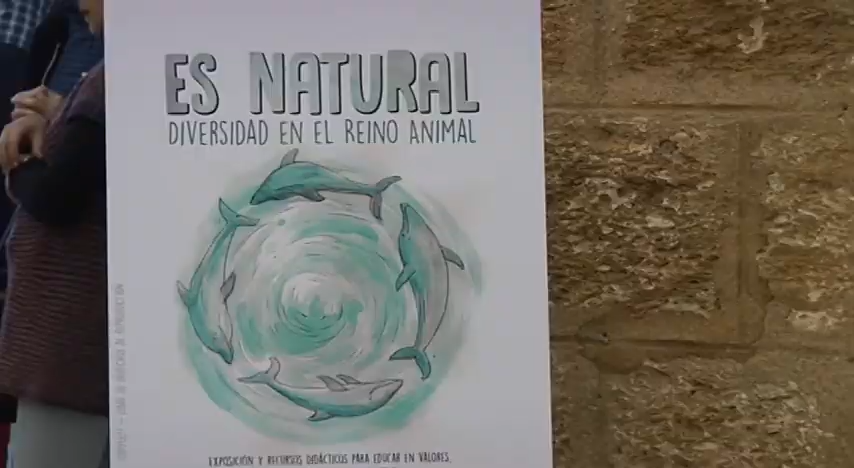 ES NATURAL
DIVERSIDAD EN EL REINO ANIMAL
EXPOSICIÓN Y RECURSOS DIDÁCTICOS PARA EDUCAR EN VALORES.